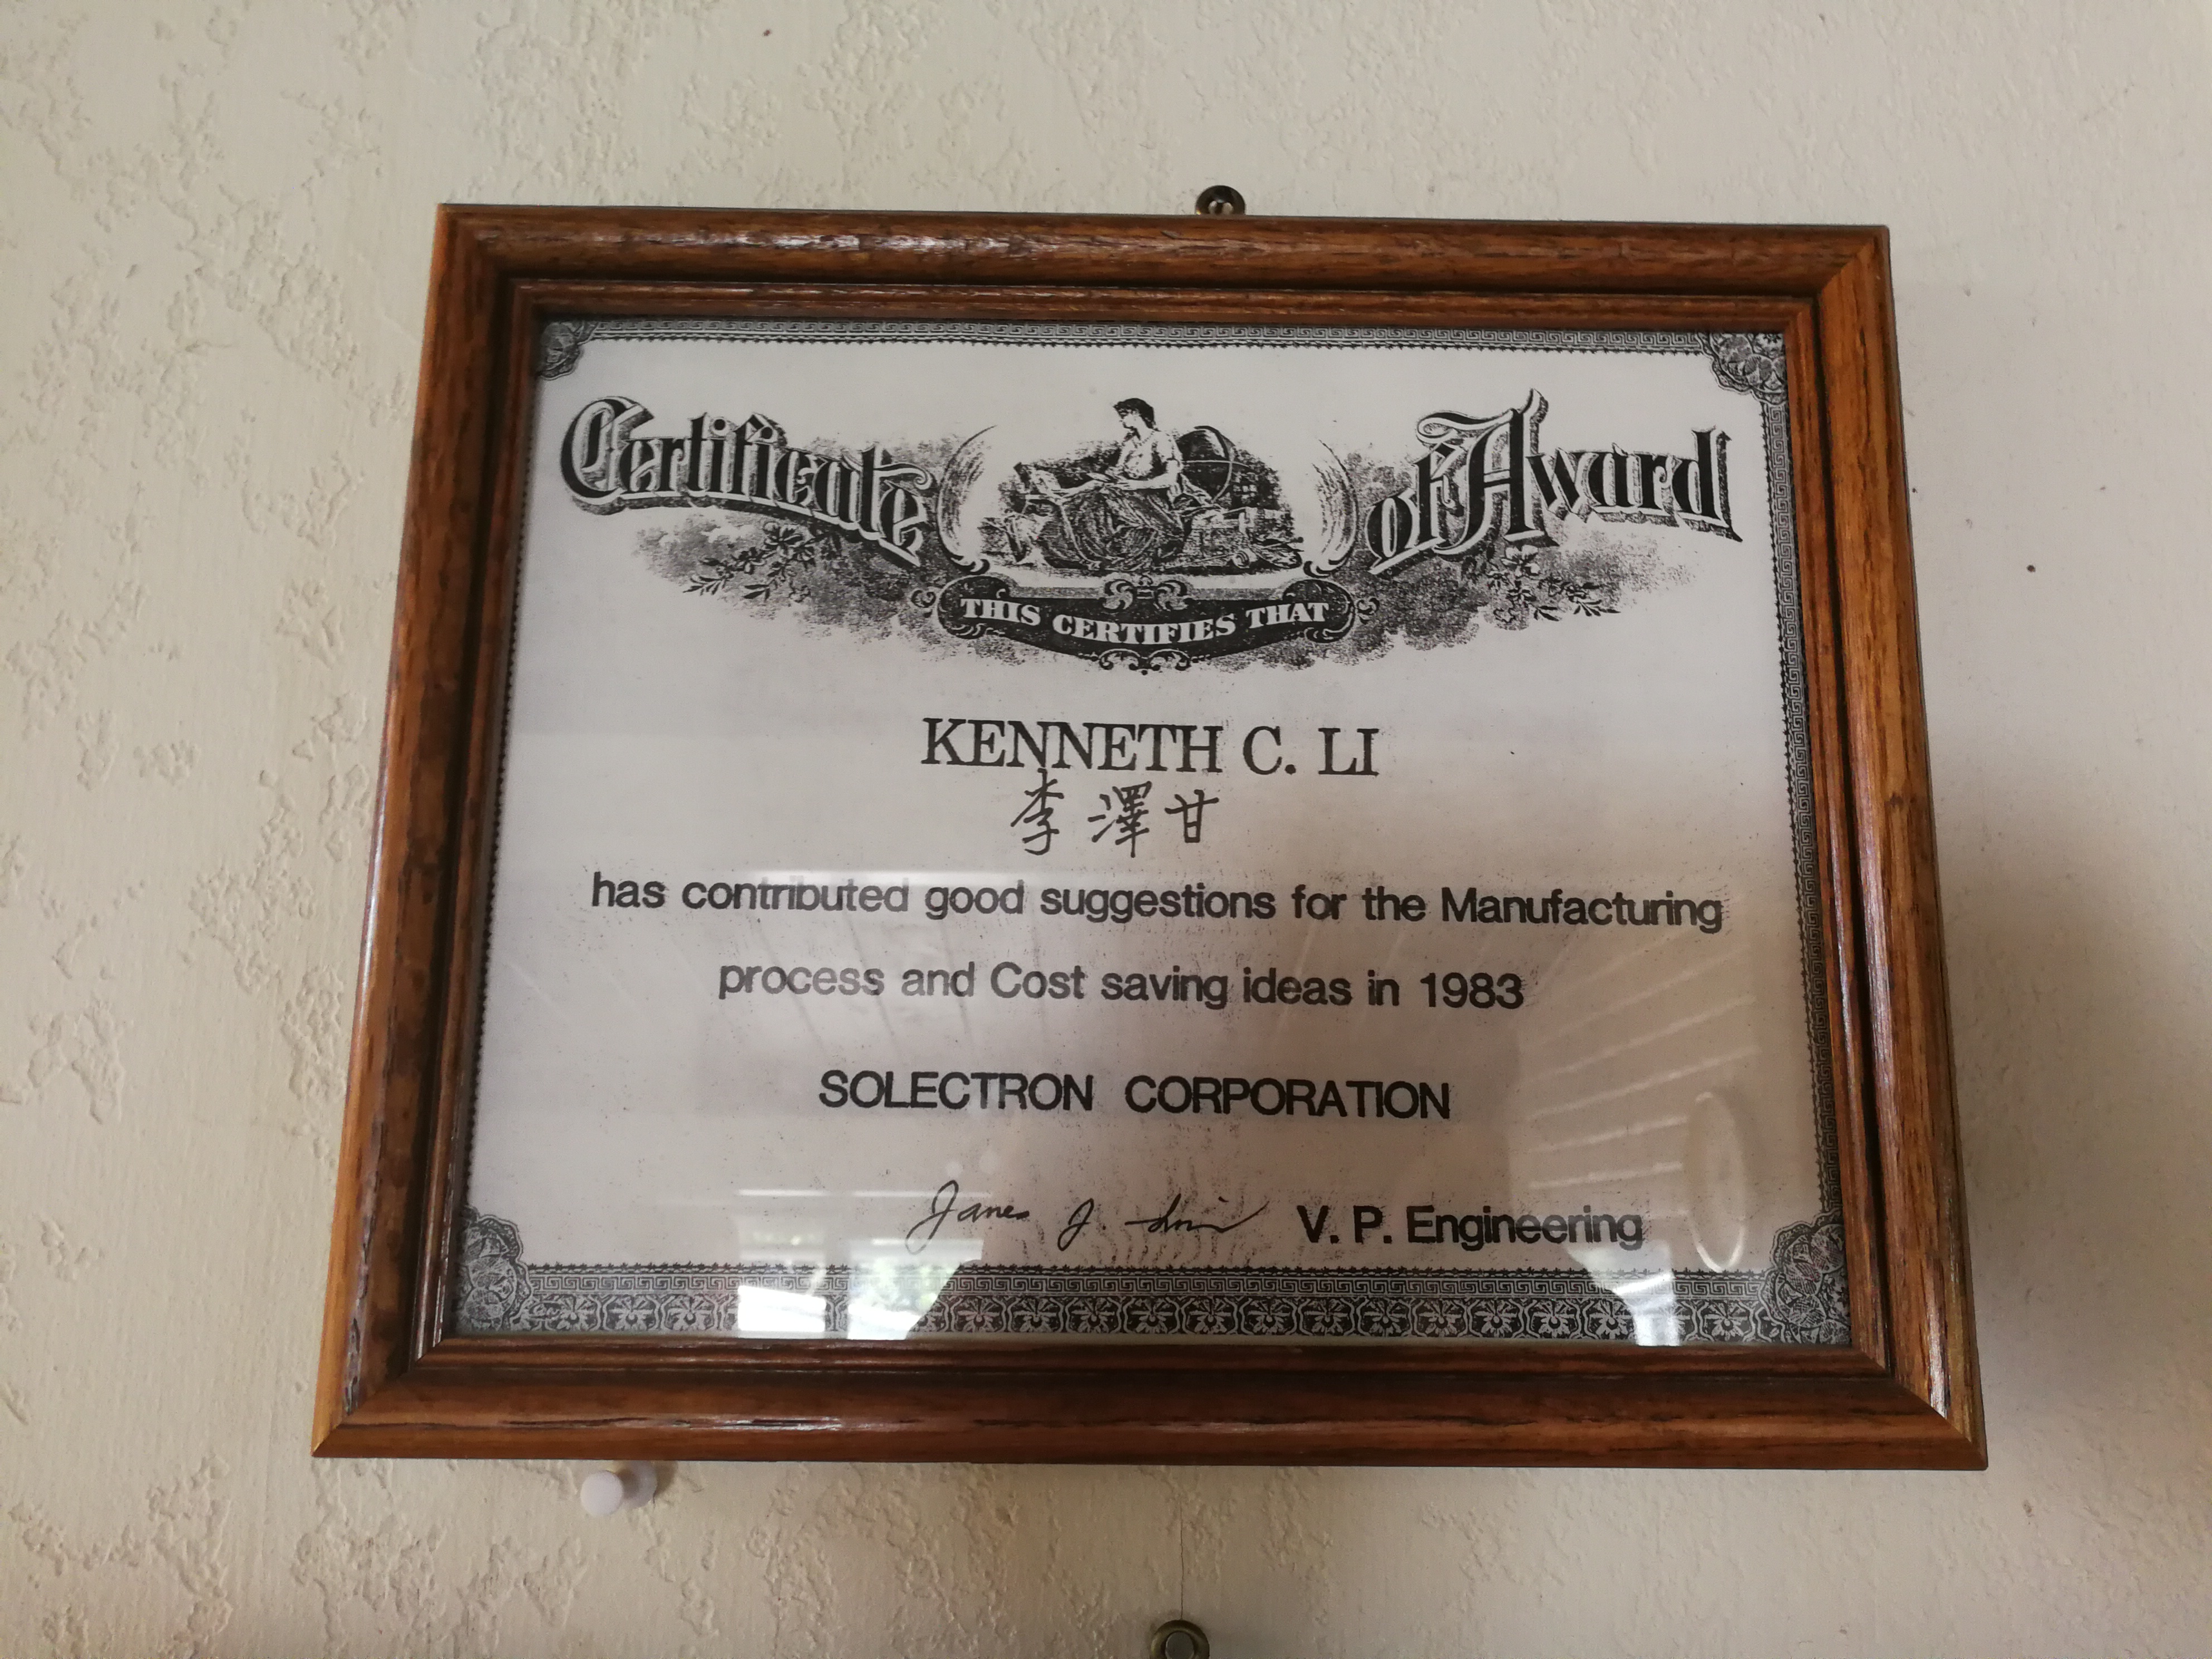 Certificate of Award
THIS CERTIFIES THAT
KENNETH C. LI
李澤甘
has contributed good suggestions for the Manufacturing
process and Cost saving ideas in 1983
SOLECTRON CORPORATION
James J. V. P. Engineering